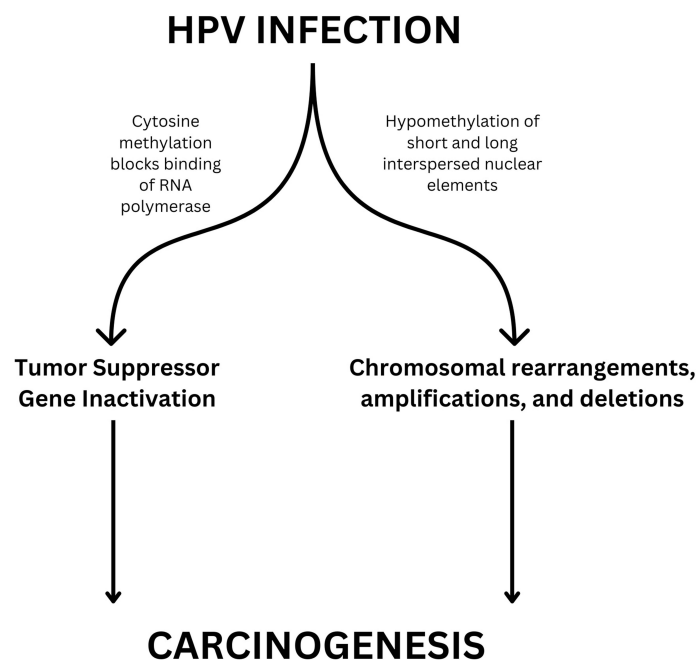 HPV INFECTION
Cytosine
methylation
blocks binding
of RNA
polymerase
Hypomethylation of
short and long
interspersed nuclear
elements
Tumor Suppressor
Gene Inactivation
Chromosomal rearrangements,
amplifications, and deletions
CARCINOGENESIS